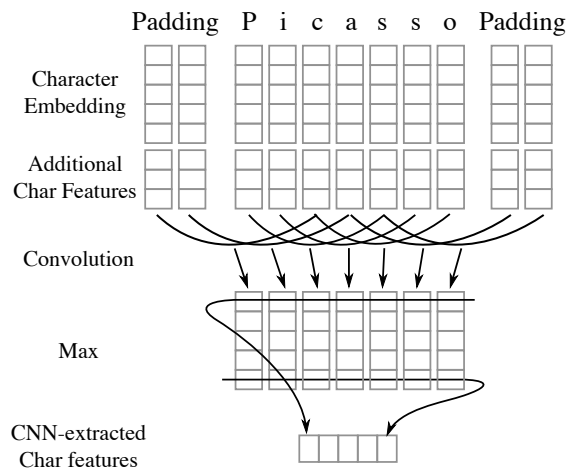 Padding P i c a s s o Padding
Character
Embedding
Additional
Char Features
Convolution
Max
CNN-extracted
Char features